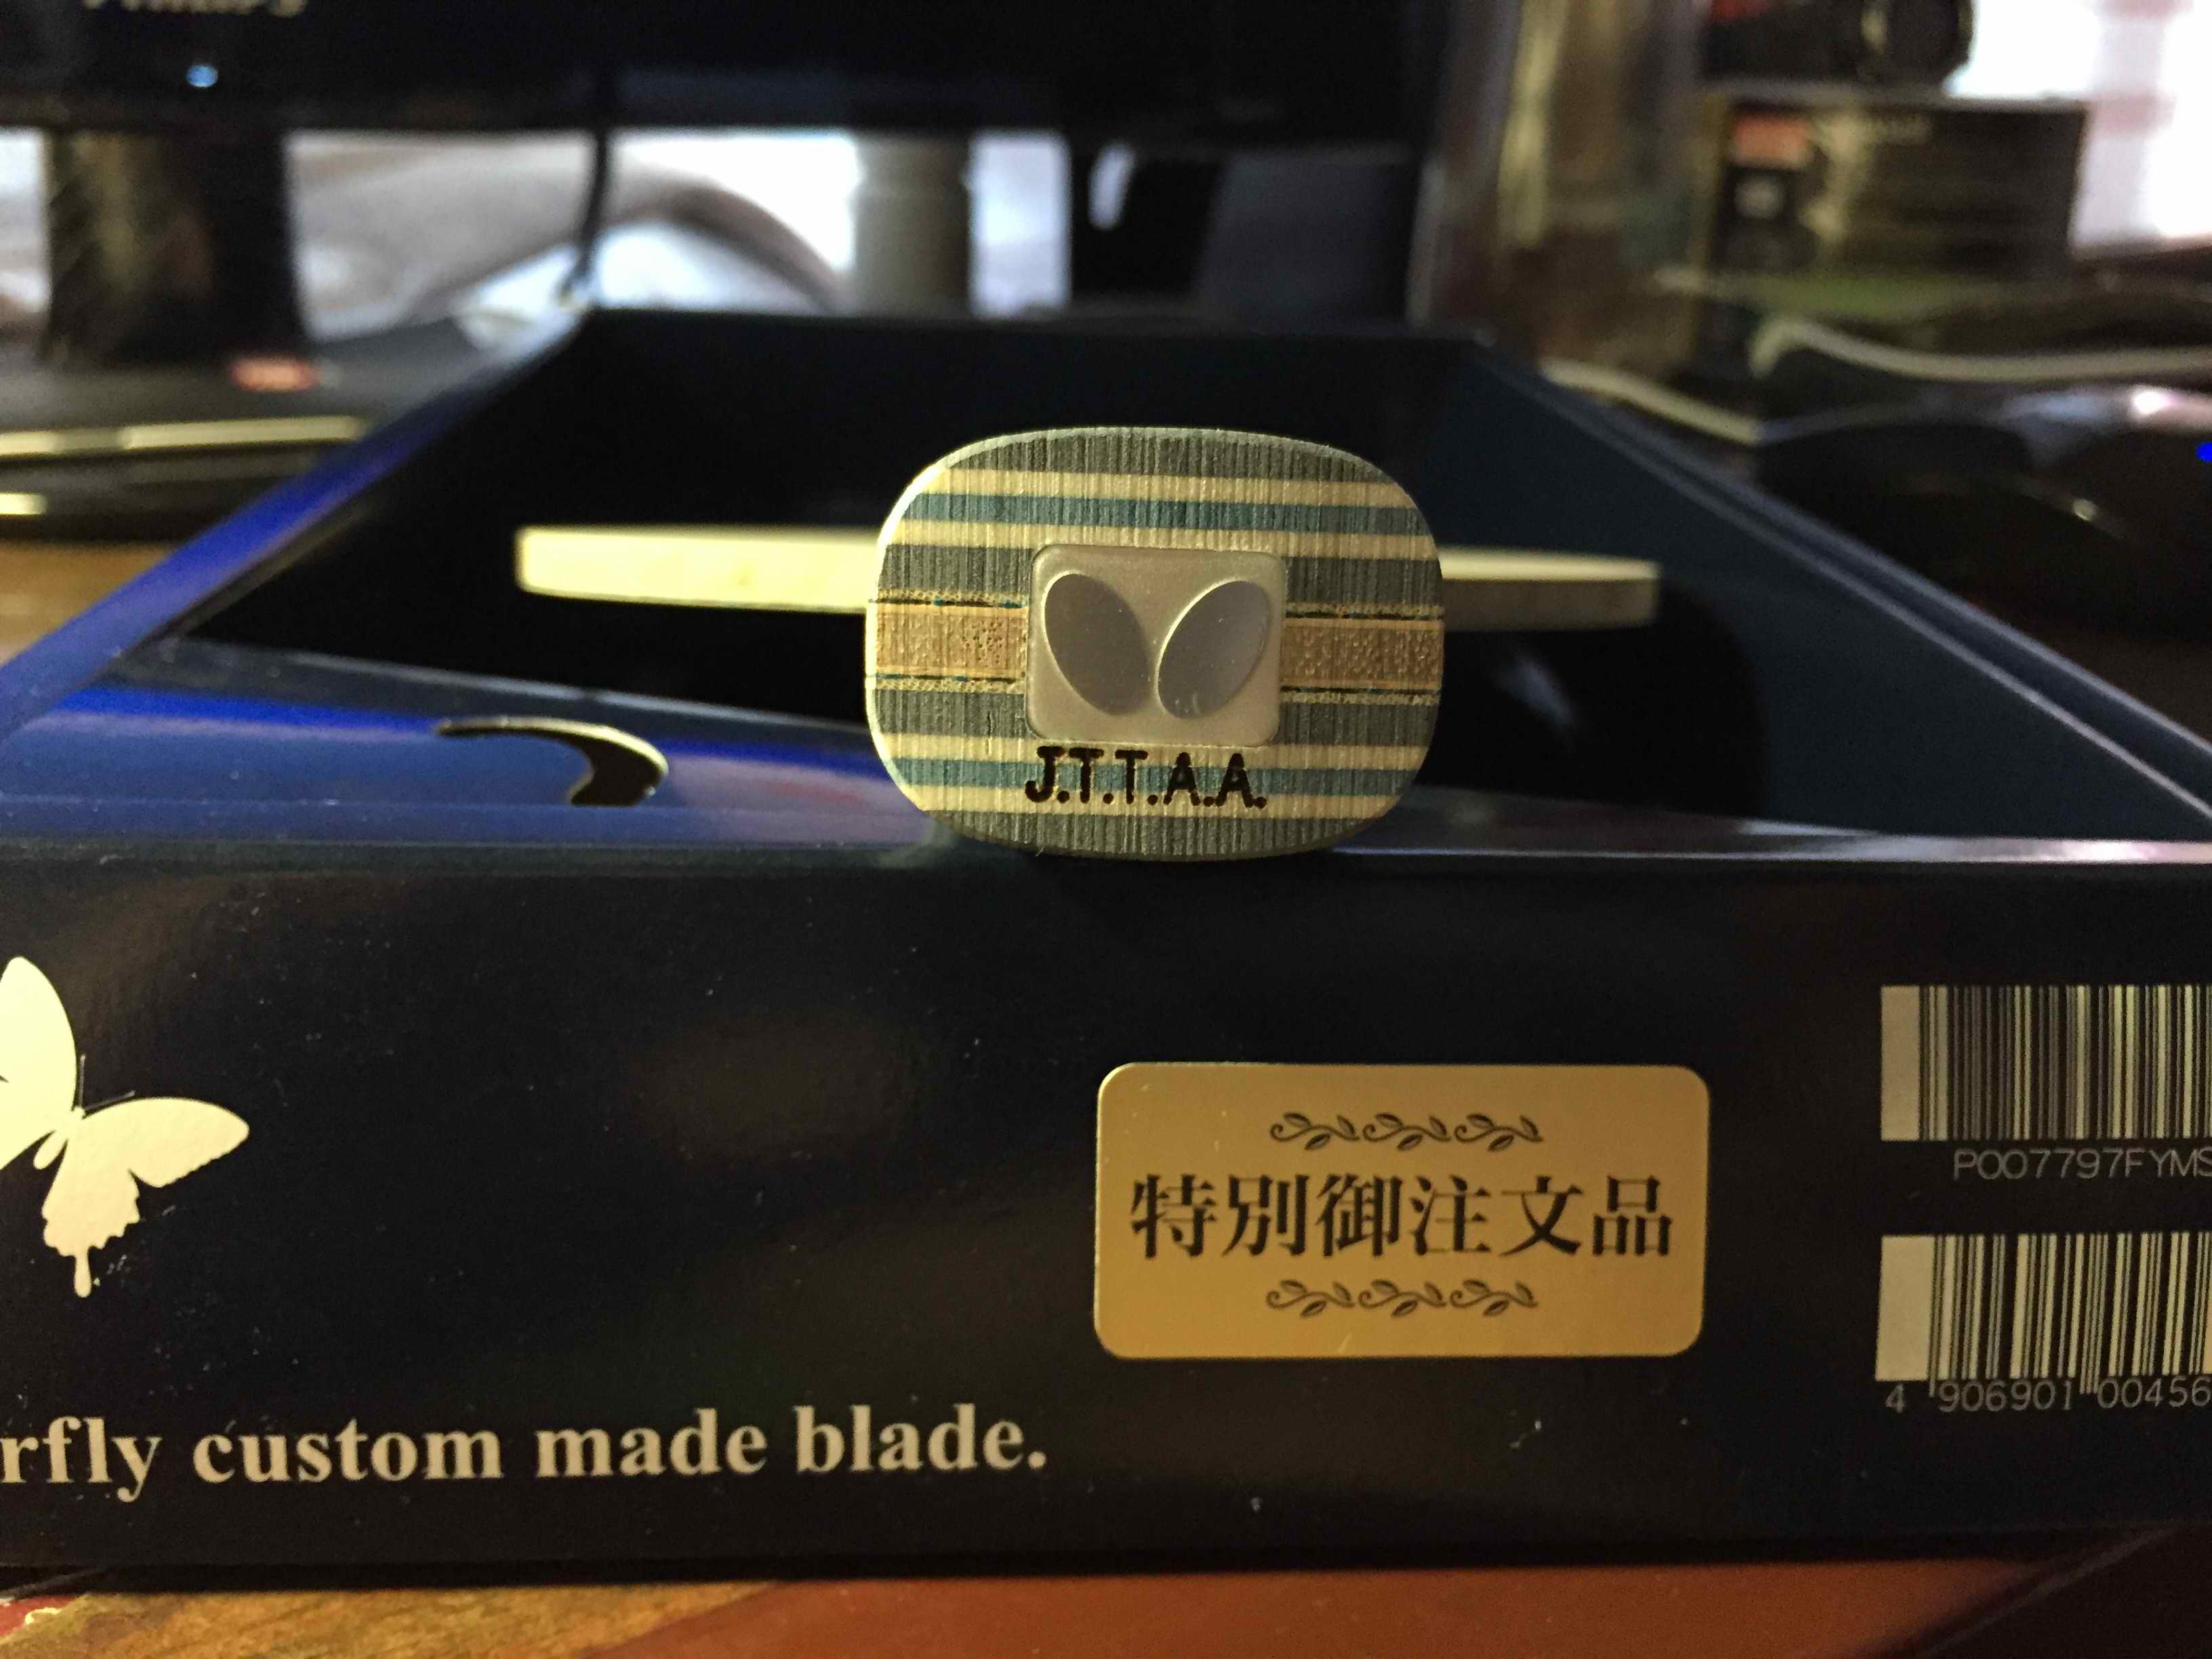 J.T.T.A.A.
特別御注文品
P007797FYMS
4 906901 00456
rfly custom made blade.